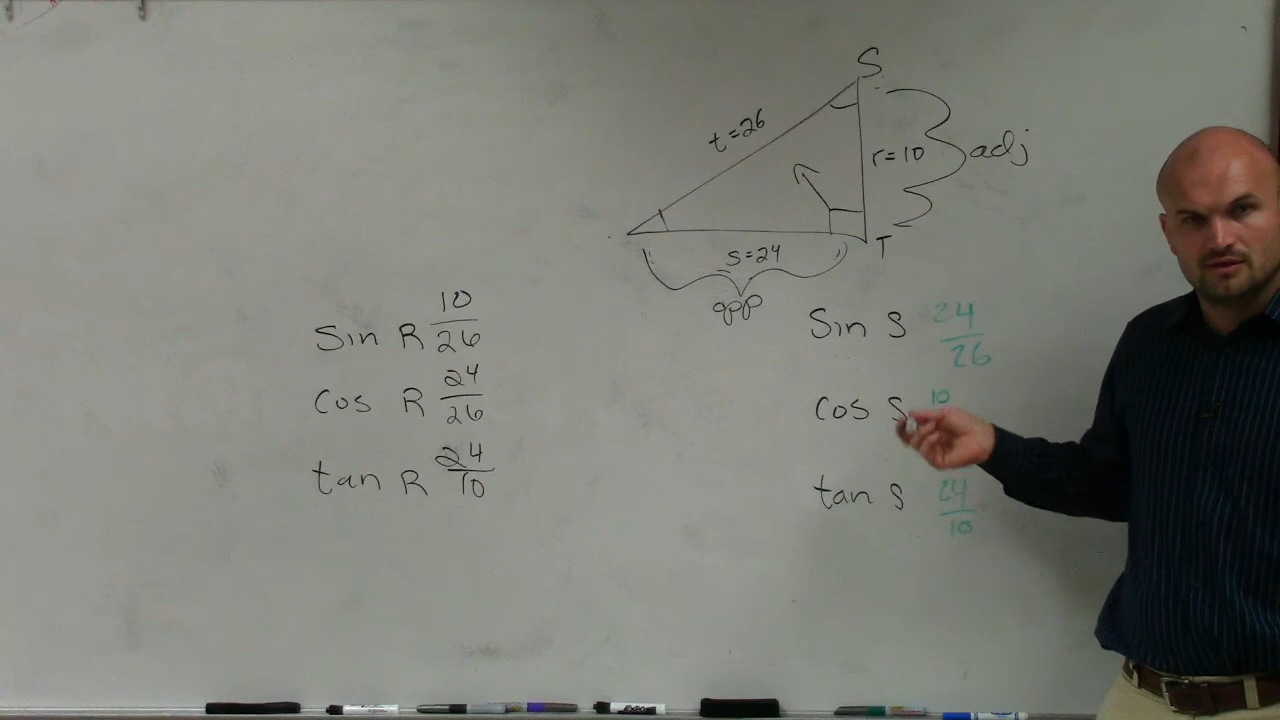 S
t=26
r=10
adj
s=24
T
opp
Sin R 10/26
cos R 24/26
tan R 24/10
Sin S 24/26
cos S 10
tan S 24/10
EXPO